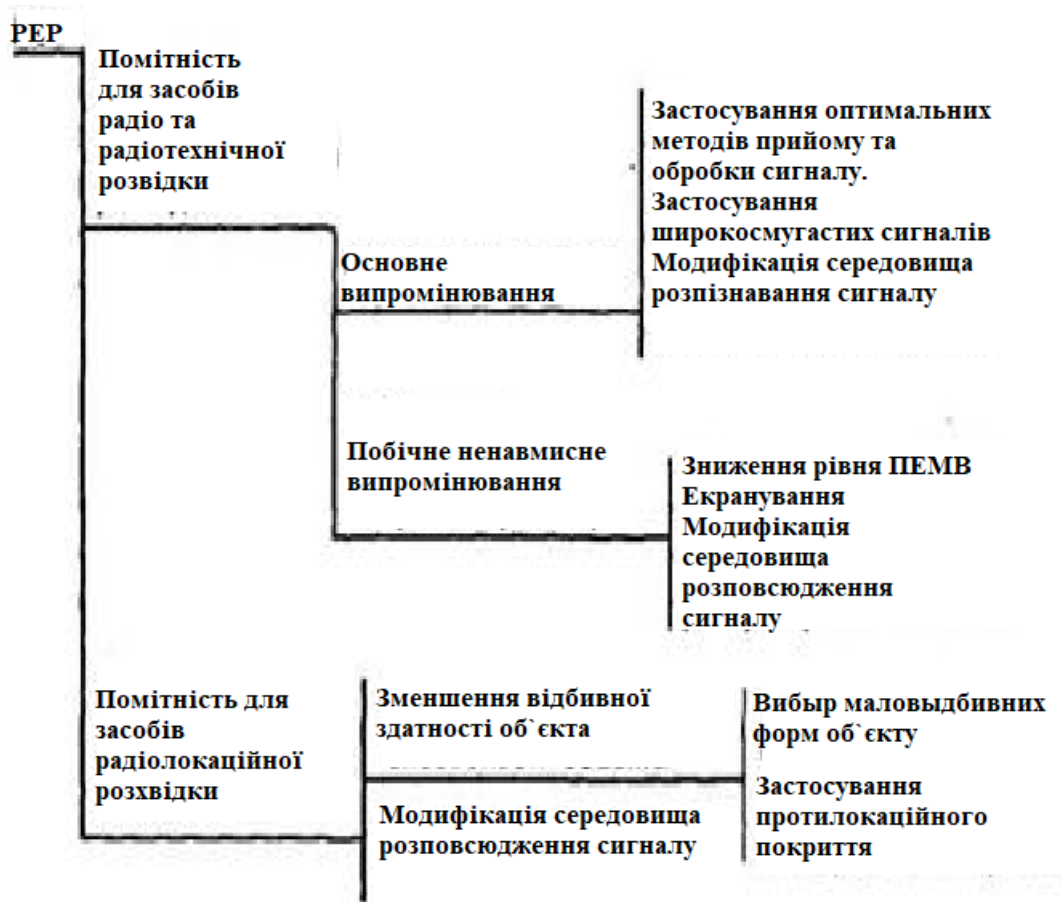 РЕР
Помітність
для засобів
радіо та
радіотехнічної
розвідки
Основне
випромінювання
Застосування оптимальних
методів прийому та
обробки сигналу.
Застосування
широкосмугастих сигналів
Модифікація середовища
розпізнавання сигналу
Побічне ненавмисне
випромінювання
Зниження рівня ПЕМВ
Екранування
Модифікація
середовища
розповсюдження
сигналу
Помітність для
засобів
радіолокаційної
розхвідки
Зменшення відбивної
здатності об`єкта
Модифікація середовища
розповсюдження сигналу
Вибыр маловыдбивних
форм об`єкту
Застосування
протилокаційного
покриття